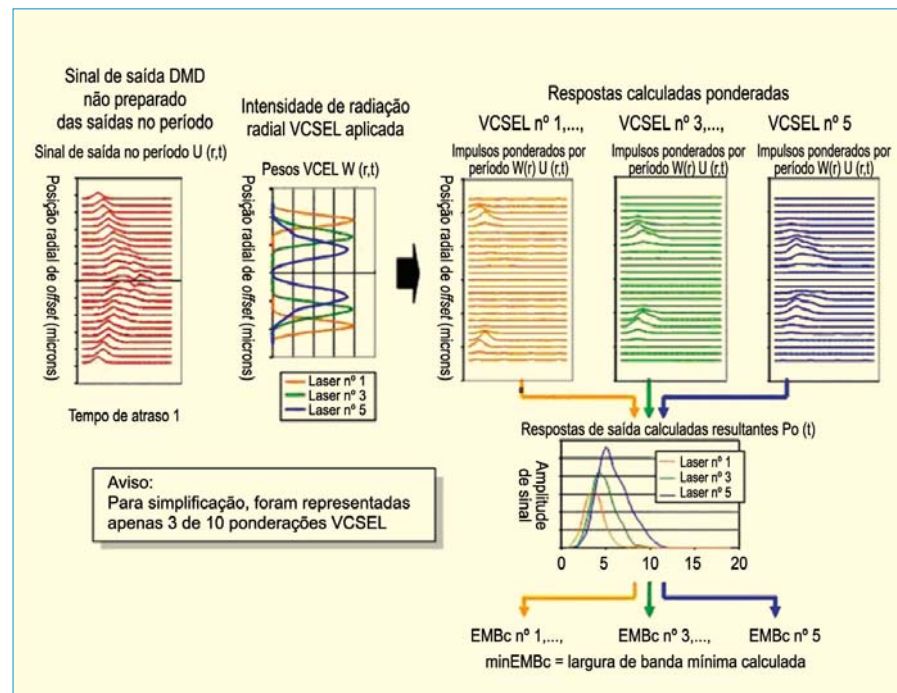 Sinal de saída DMD
não preparado
das saídas no período
Sinal de saída no período U (r,t)
Posição radial de offset (microns)
Tempo de atraso 1
Intensidade de radiação
radial VCSEL aplicada
Pesos VCEL W (r,t)
Posição radial de offset (microns)
Laser nº 1
Laser nº 3
Laser nº 5
Respostas calculadas ponderadas
VCSEL nº 1,...,
Impulsos ponderados por
período W(r) U (r,t)
Posição radial de offset (microns)
VCSEL nº 3,...,
Impulsos ponderados por
período W(r) U (r,t)
VCSEL nº 5
Impulsos ponderados por
período W(r) U (r,t)
Aviso:
Para simplificação, foram representadas
apenas 3 de 10 ponderações VCSEL
Respostas de saída calculadas resultantes Po (t)
Amplitude
de sinal
Laser nº 1
Laser nº 3
Laser nº 5
0 5 10 15 20
EMBc nº 1,...,
EMBc nº 3,...,
EMBc nº 5
minEMBc = largura de banda mínima calculada